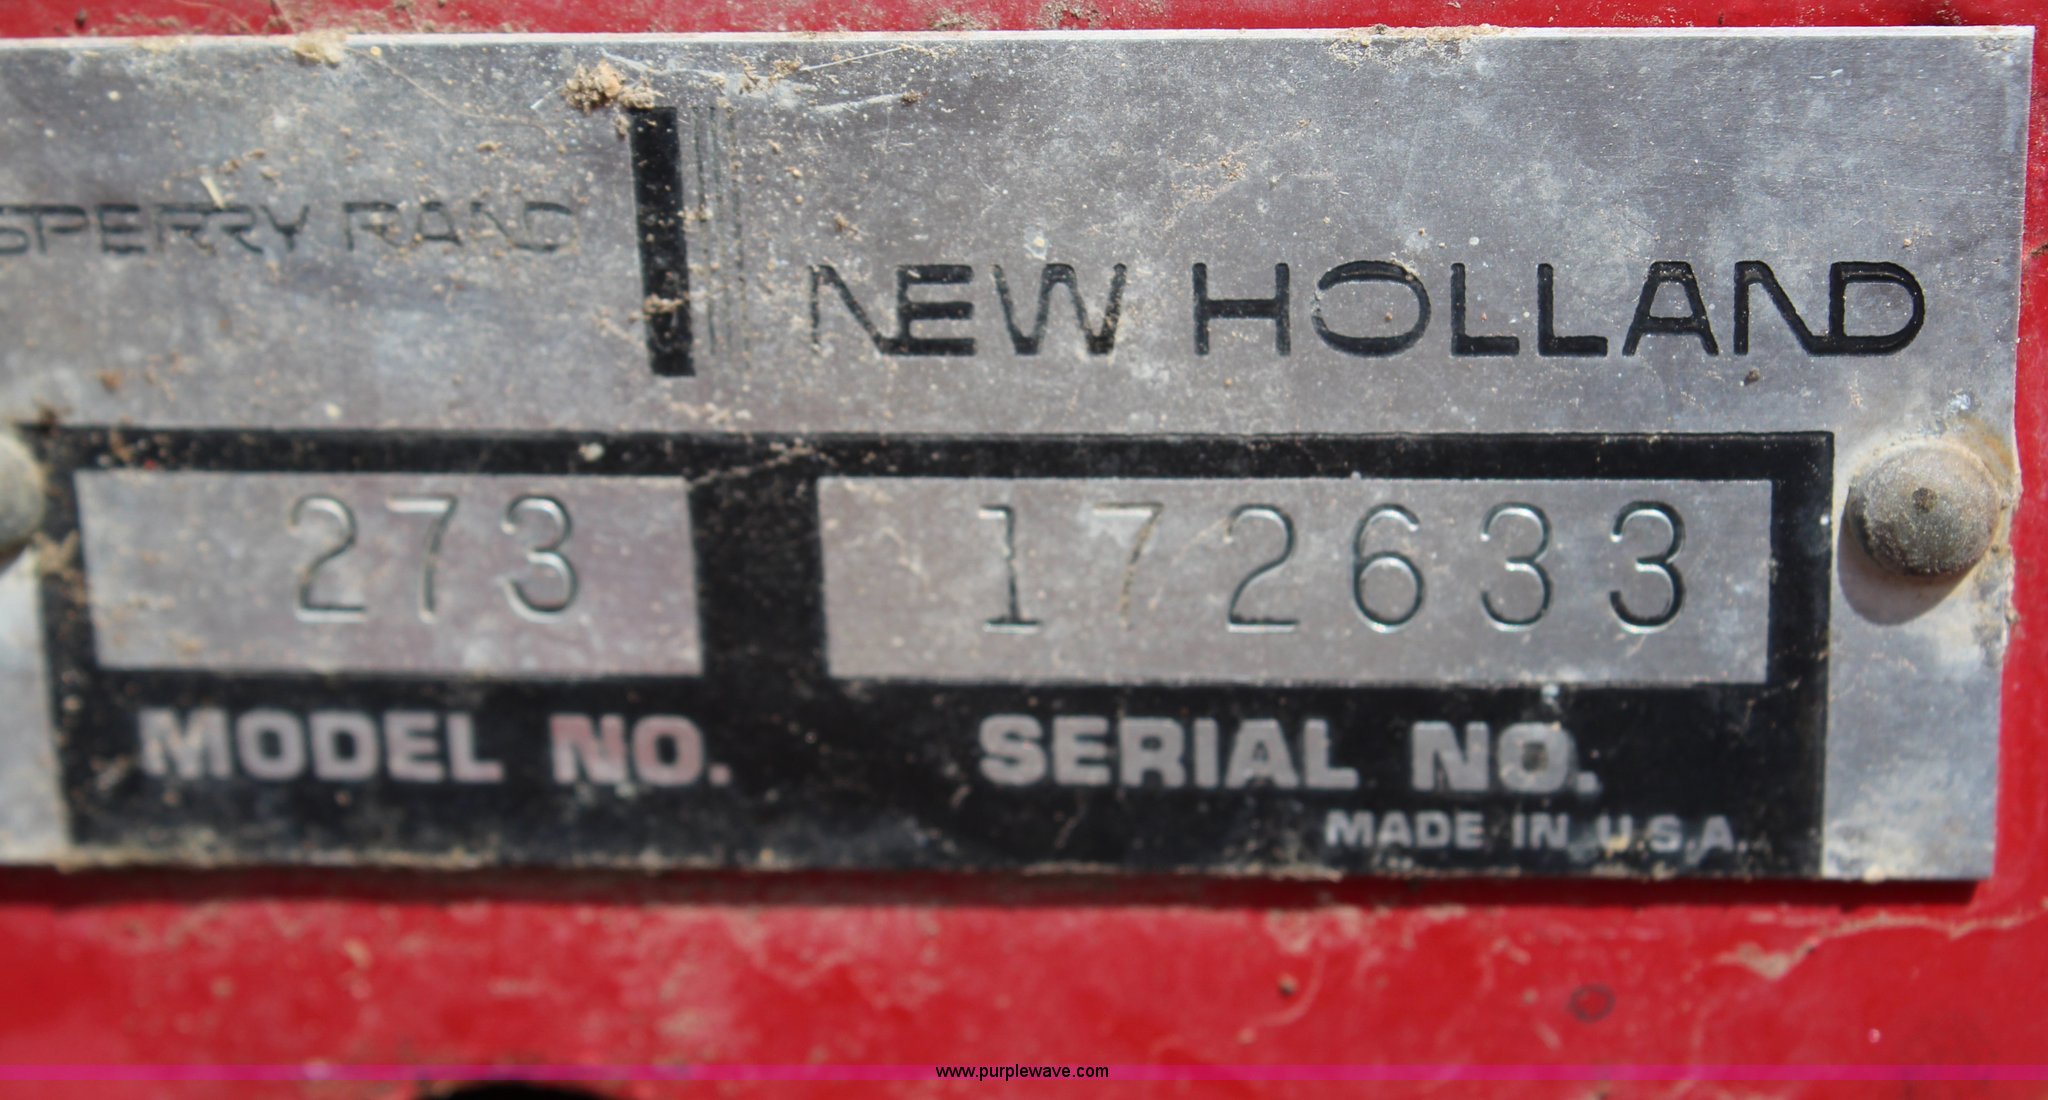 SPERRY RAND
NEW HOLLAND
273 172633
MODEL NO. SERIAL NO.
MADE IN U.S.A.
www.purplewave.com